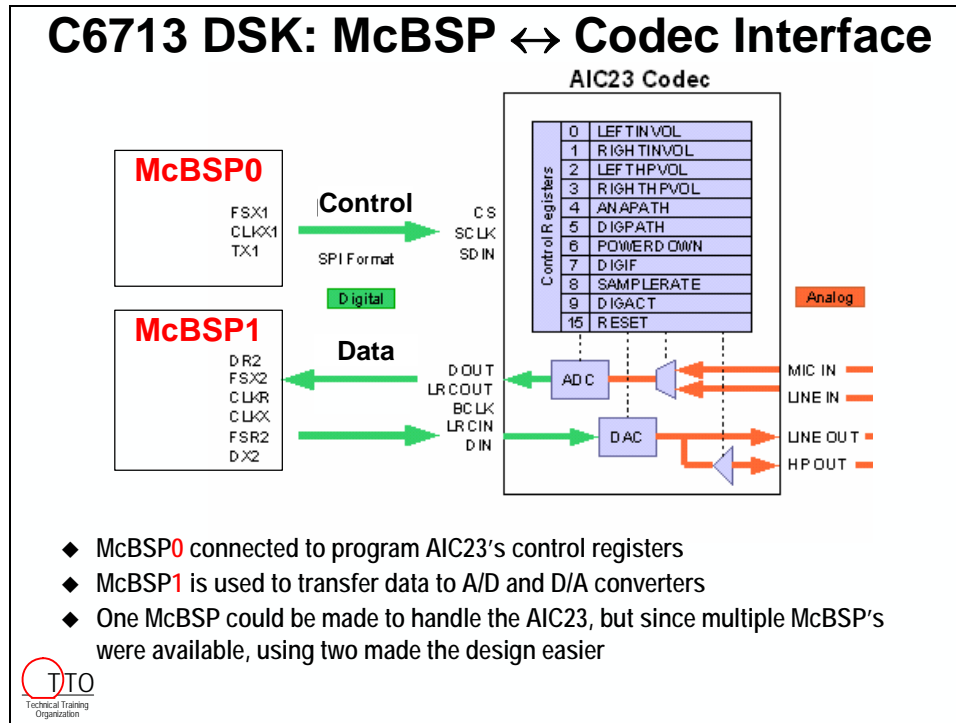 C6713 DSK: McBSP ↔ Codec Interface
AIC23 Codec
McBSP0
FSX1
CLKX1
TX1
Control
SPI Format
CS
SCLK
SDIN
Digital
McBSP1
DR2
FSX2
CLKR
CLKX
FSR2
DX2
Data
DOUT
LRCOUT
BCLK
LRCIN
DIN
Control Registers
0 LEFTINVOL
1 RIGHTINVOL
2 LEFTHPVOL
3 RIGHTHPVOL
4 ANAPATH
5 DIGPATH
6 POWERDOWN
7 DIGIF
8 SAMPLERATE
9 DIGACT
15 RESET
ADC
DAC
Analog
MIC IN
LINE IN
LINE OUT
HP OUT
◆ McBSP0 connected to program AIC23's control registers
◆ McBSP1 is used to transfer data to A/D and D/A converters
◆ One McBSP could be made to handle the AIC23, but since multiple McBSP's
were available, using two made the design easier
TTO
Technical Training
Organization